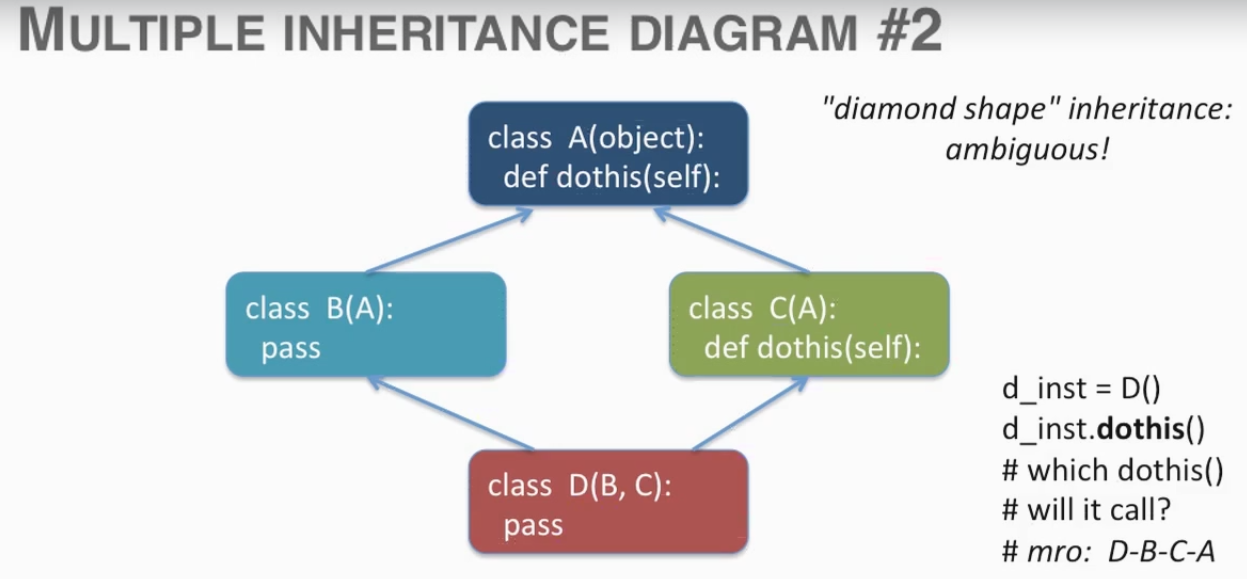 MULTIPLE INHERITANCE DIAGRAM #2
"diamond shape" inheritance:
ambiguous!
class A(object):
def dothis(self):
class B(A):
pass
class C(A):
def dothis(self):
class D(B, C):
pass
d_inst = D()
d_inst.dothis()
# which dothis()
# will it call?
# mro: D-B-C-A